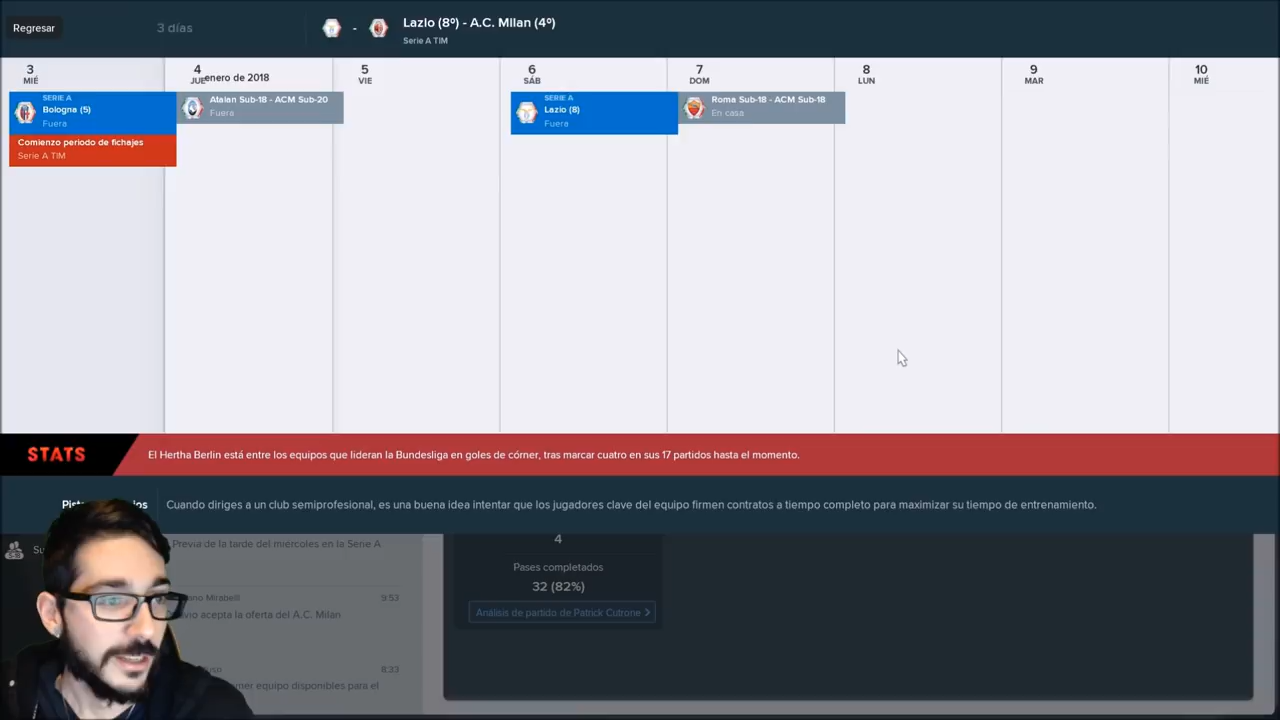 Regresar
3 días
-
Lazio (8º) - A.C. Milan (4º)
Serie A TIM
3
MIÉ
4
JUE
enero de 2018
5
VIE
6
SÁB
7
DOM
8
LUN
9
MAR
10
MIÉ
SERIE A
Bologna (5)
Fuera
Comienzo periodo de fichajes
Serie A TIM
Atalan Sub-18 - ACM Sub-20
Fuera
SERIE A
Lazio (8)
Fuera
Roma Sub-18 - ACM Sub-18
En casa
STATS
El Hertha Berlin está entre los equipos que lideran la Bundesliga en goles de córner, tras marcar cuatro en sus 17 partidos hasta el momento.
Cuando diriges a un club semiprofesional, es una buena idea intentar que los jugadores clave del equipo firmen contratos a tiempo completo para maximizar su tiempo de entrenamiento.
Previa de la tarde del miércoles en la Serie A
Mirabelli
9:53
acepta la oferta del A.C. Milan
8:33
equipo disponibles para el
4
Pases completados
32 (82%)
Análisis de partido de Patrick Cutrone